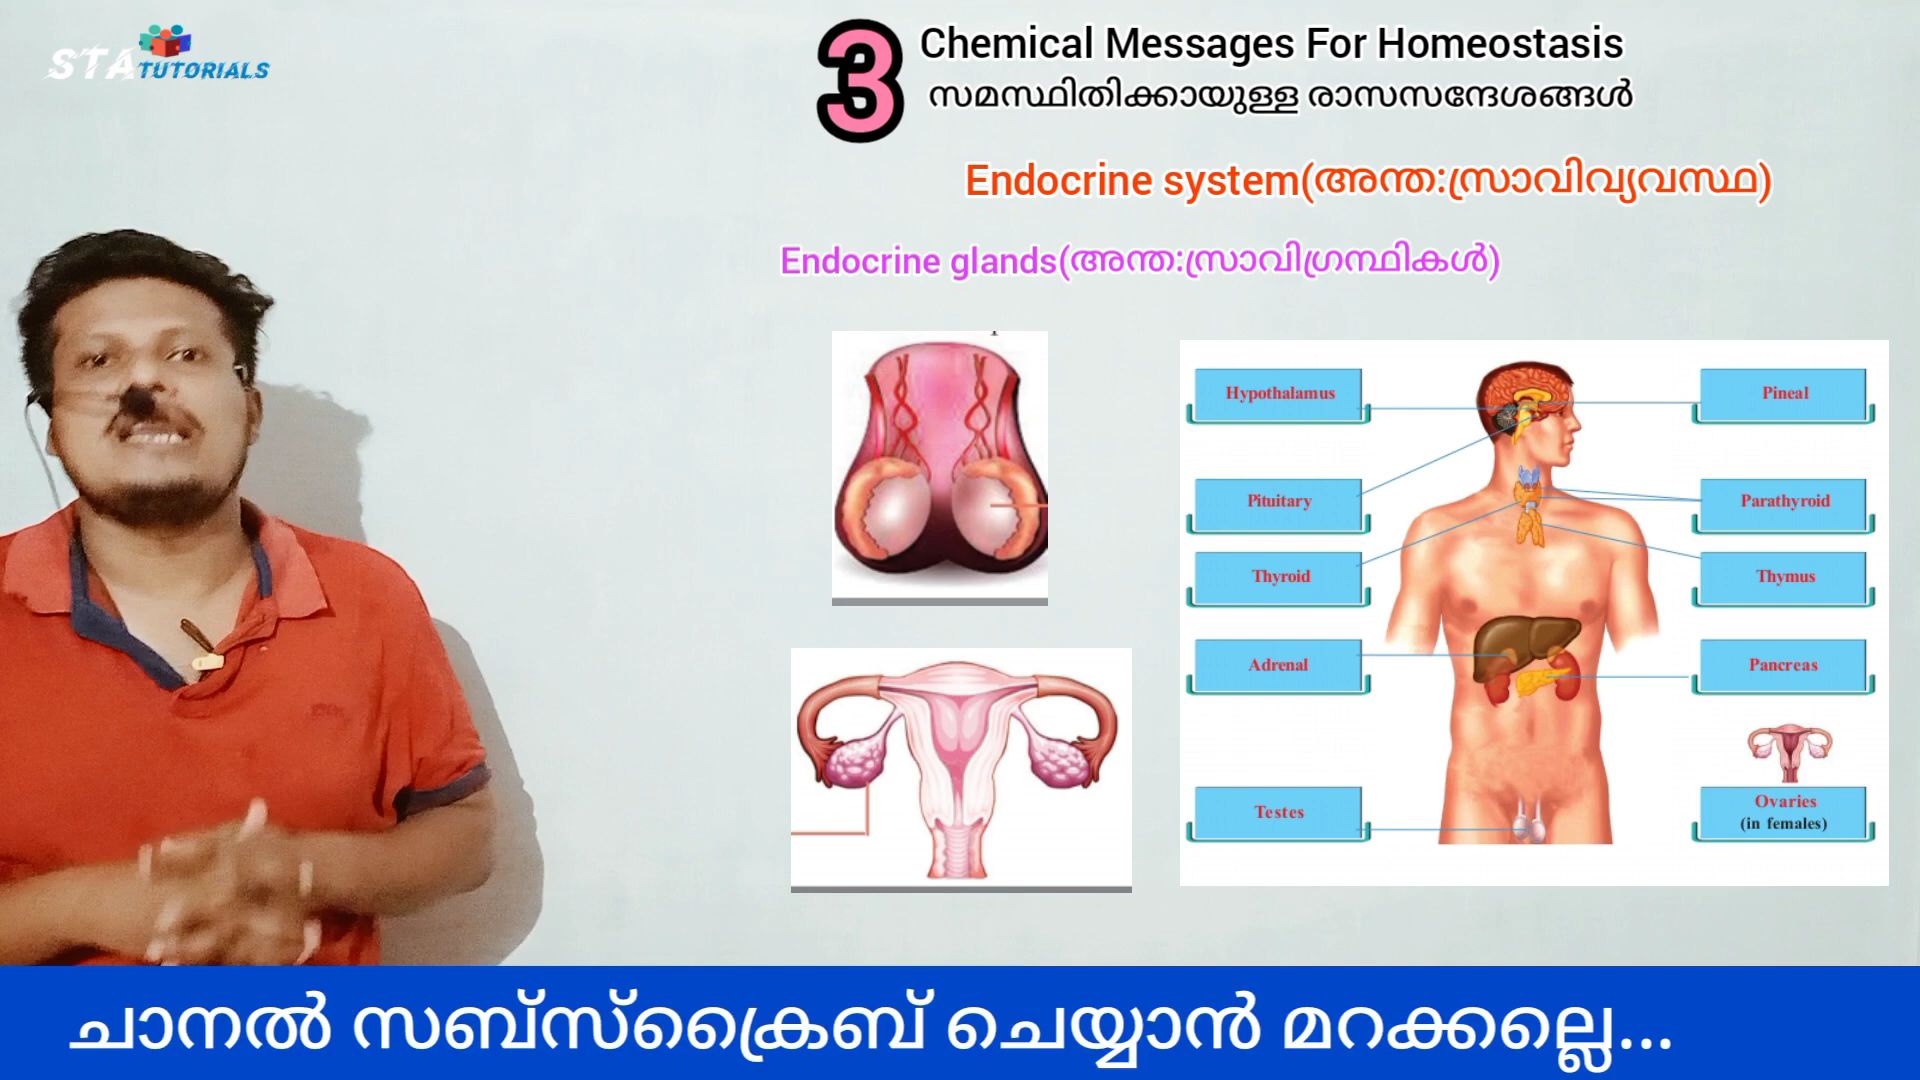 STA TUTORIALS
3 Chemical Messages For Homeostasis
സമസ്ഥിതിക്കായുള്ള രാസസന്ദേശങ്ങൾ
Endocrine system(അന്ത:സ്രാവിവ്യവസ്ഥ)
Endocrine glands(അന്ത:സ്രാവിഗ്രന്ഥികൾ)
Hypothalamus
Pineal
Pituitary
Parathyroid
Thyroid
Thymus
Adrenal
Pancreas
Testes
Ovaries
(in females)
ചാനൽ സബ്സ്ക്രൈബ് ചെയ്യാൻ മറക്കല്ലെ...